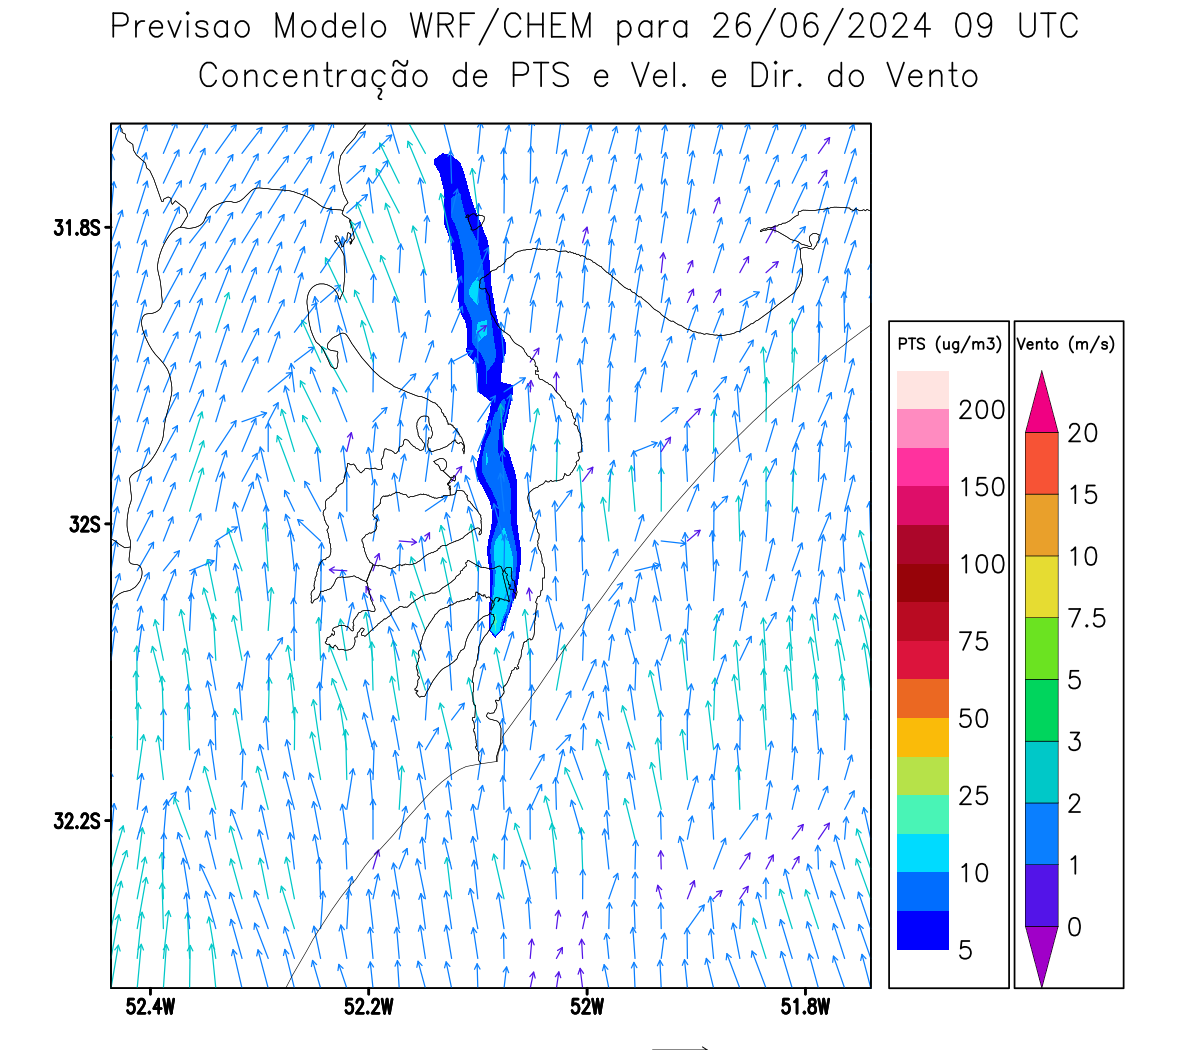 Previsao Modelo WRF/CHEM para 26/06/2024 09 UTC
Concentração de PTS e Vel. e Dir. do Vento
31.8S
32S
32.2S
52.4W
52.2W
52W
51.8W
PTS (ug/m3)
200
150
100
75
50
25
10
5
Vento (m/s)
20
15
10
7.5
5
3
2
1
0